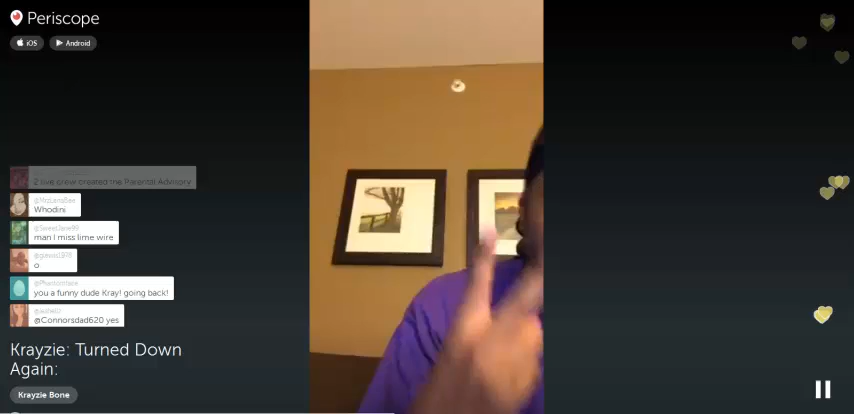 Periscope
iOS
Android
2 live crew created the Parental Advisory
Whodini
@SweetJane99
man I miss lime wire
o
you a funny dude Kray! going back!
@Connorsdad620 yes
Krayzie: Turned Down
Again:
Krayzie Bone